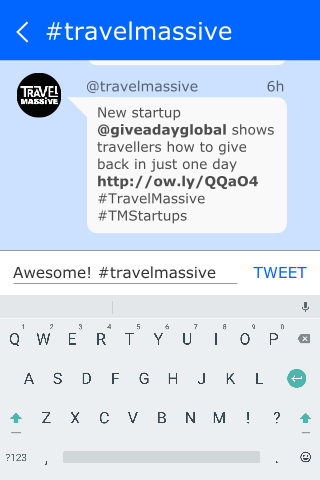 #travelmassive
TRAVEL
MASSIVE
@travelmassive 6h
New startup
@giveadayglobal shows
travellers how to give
back in just one day
http://ow.ly/QQaO4
#TravelMassive
#TMStartups
Awesome! #travelmassive TWEET
1 2 3 4 5 6 7 8 9 0
Q W E R T Y U I O P
A S D F G H J K L
Z X C V B N M ! ?
?123 , .